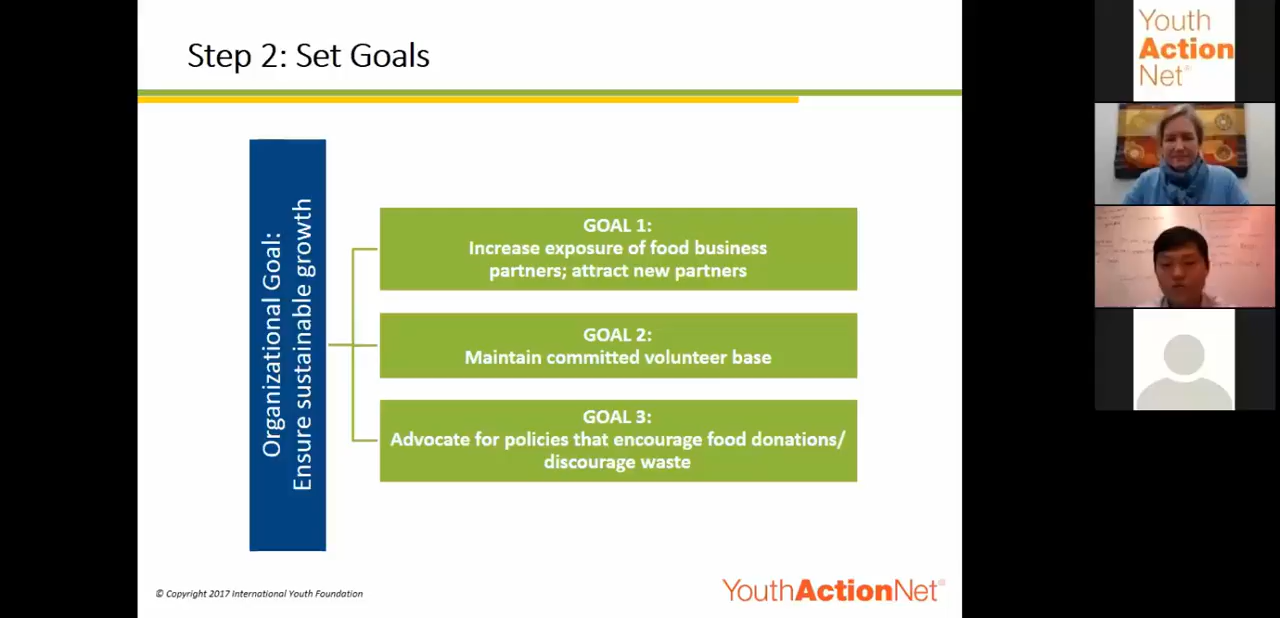 Step 2: Set Goals
Organizational Goal:
Ensure sustainable growth
GOAL 1:
Increase exposure of food business
partners; attract new partners
GOAL 2:
Maintain committed volunteer base
GOAL 3:
Advocate for policies that encourage food donations/
discourage waste
© Copyright 2017 International Youth Foundation
YouthActionNet®
Youth
Action
Net®